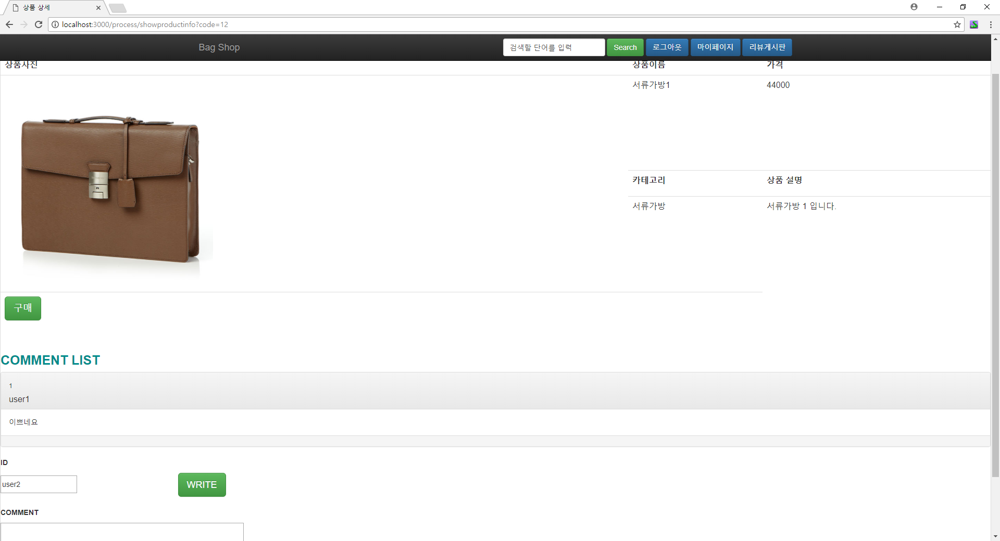 상품 상세
localhost:3000/process/showproductinfo?code=12
Bag Shop
검색할 단어를 입력
Search
로그아웃
마이페이지
리뷰게시판
상품사진 상품이름 가격
서류가방1 44000
카테고리 상품 설명
서류가방 서류가방 1 입니다.
구매
COMMENT LIST
1
user1
이쁘네요
ID
user2
WRITE
COMMENT